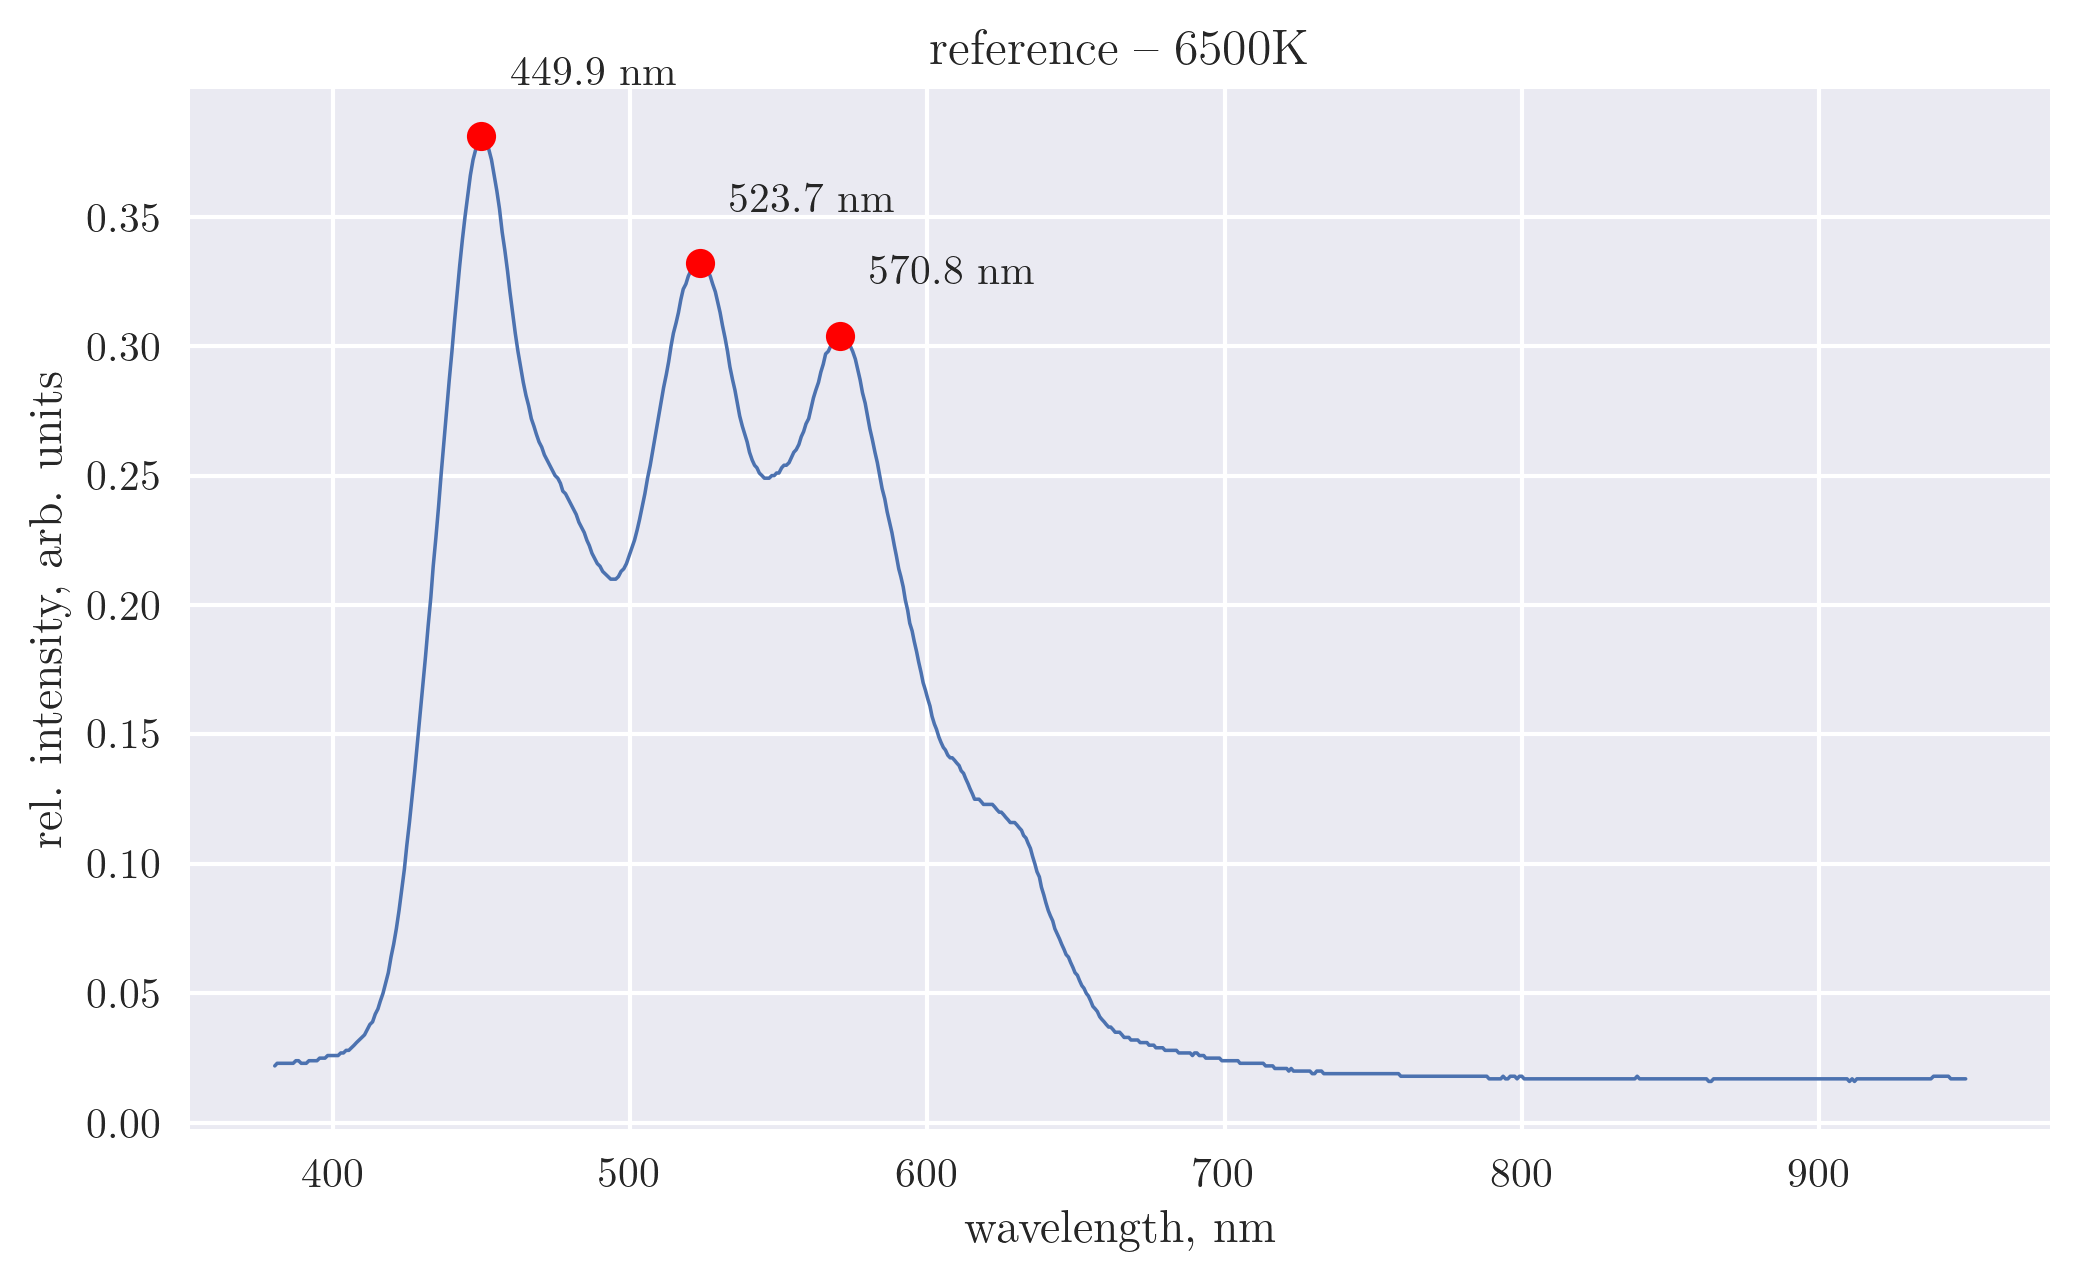 reference – 6500K
449.9 nm
523.7 nm
570.8 nm
rel. intensity, arb. units
0.35
0.30
0.25
0.20
0.15
0.10
0.05
0.00
400 500 600 700 800 900
wavelength, nm